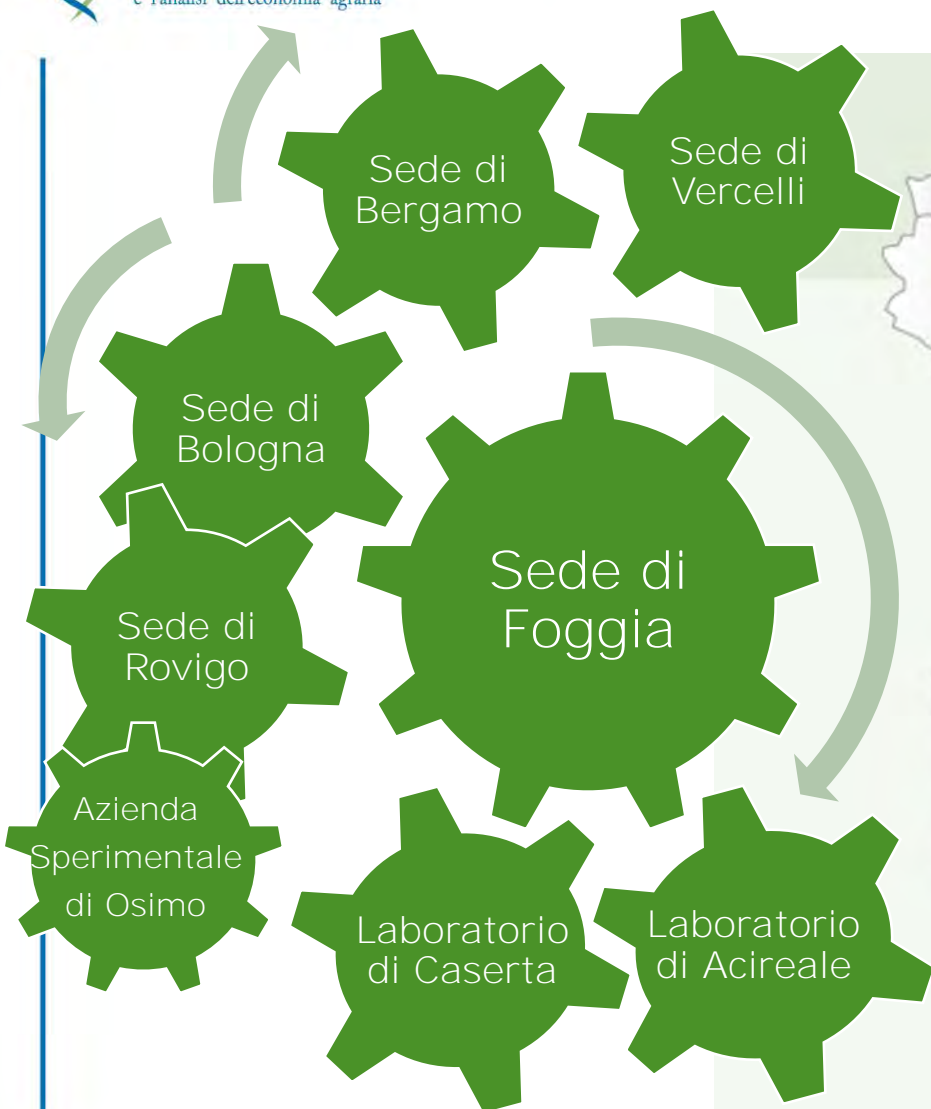 e l'analisi dell'economia agraria
Sede di
Bergamo
Sede di
Vercelli
Sede di
Bologna
Sede di
Foggia
Sede di
Rovigo
Azienda
Sperimentale
di Osimo
Laboratorio
di Caserta
Laboratorio
di Acireale